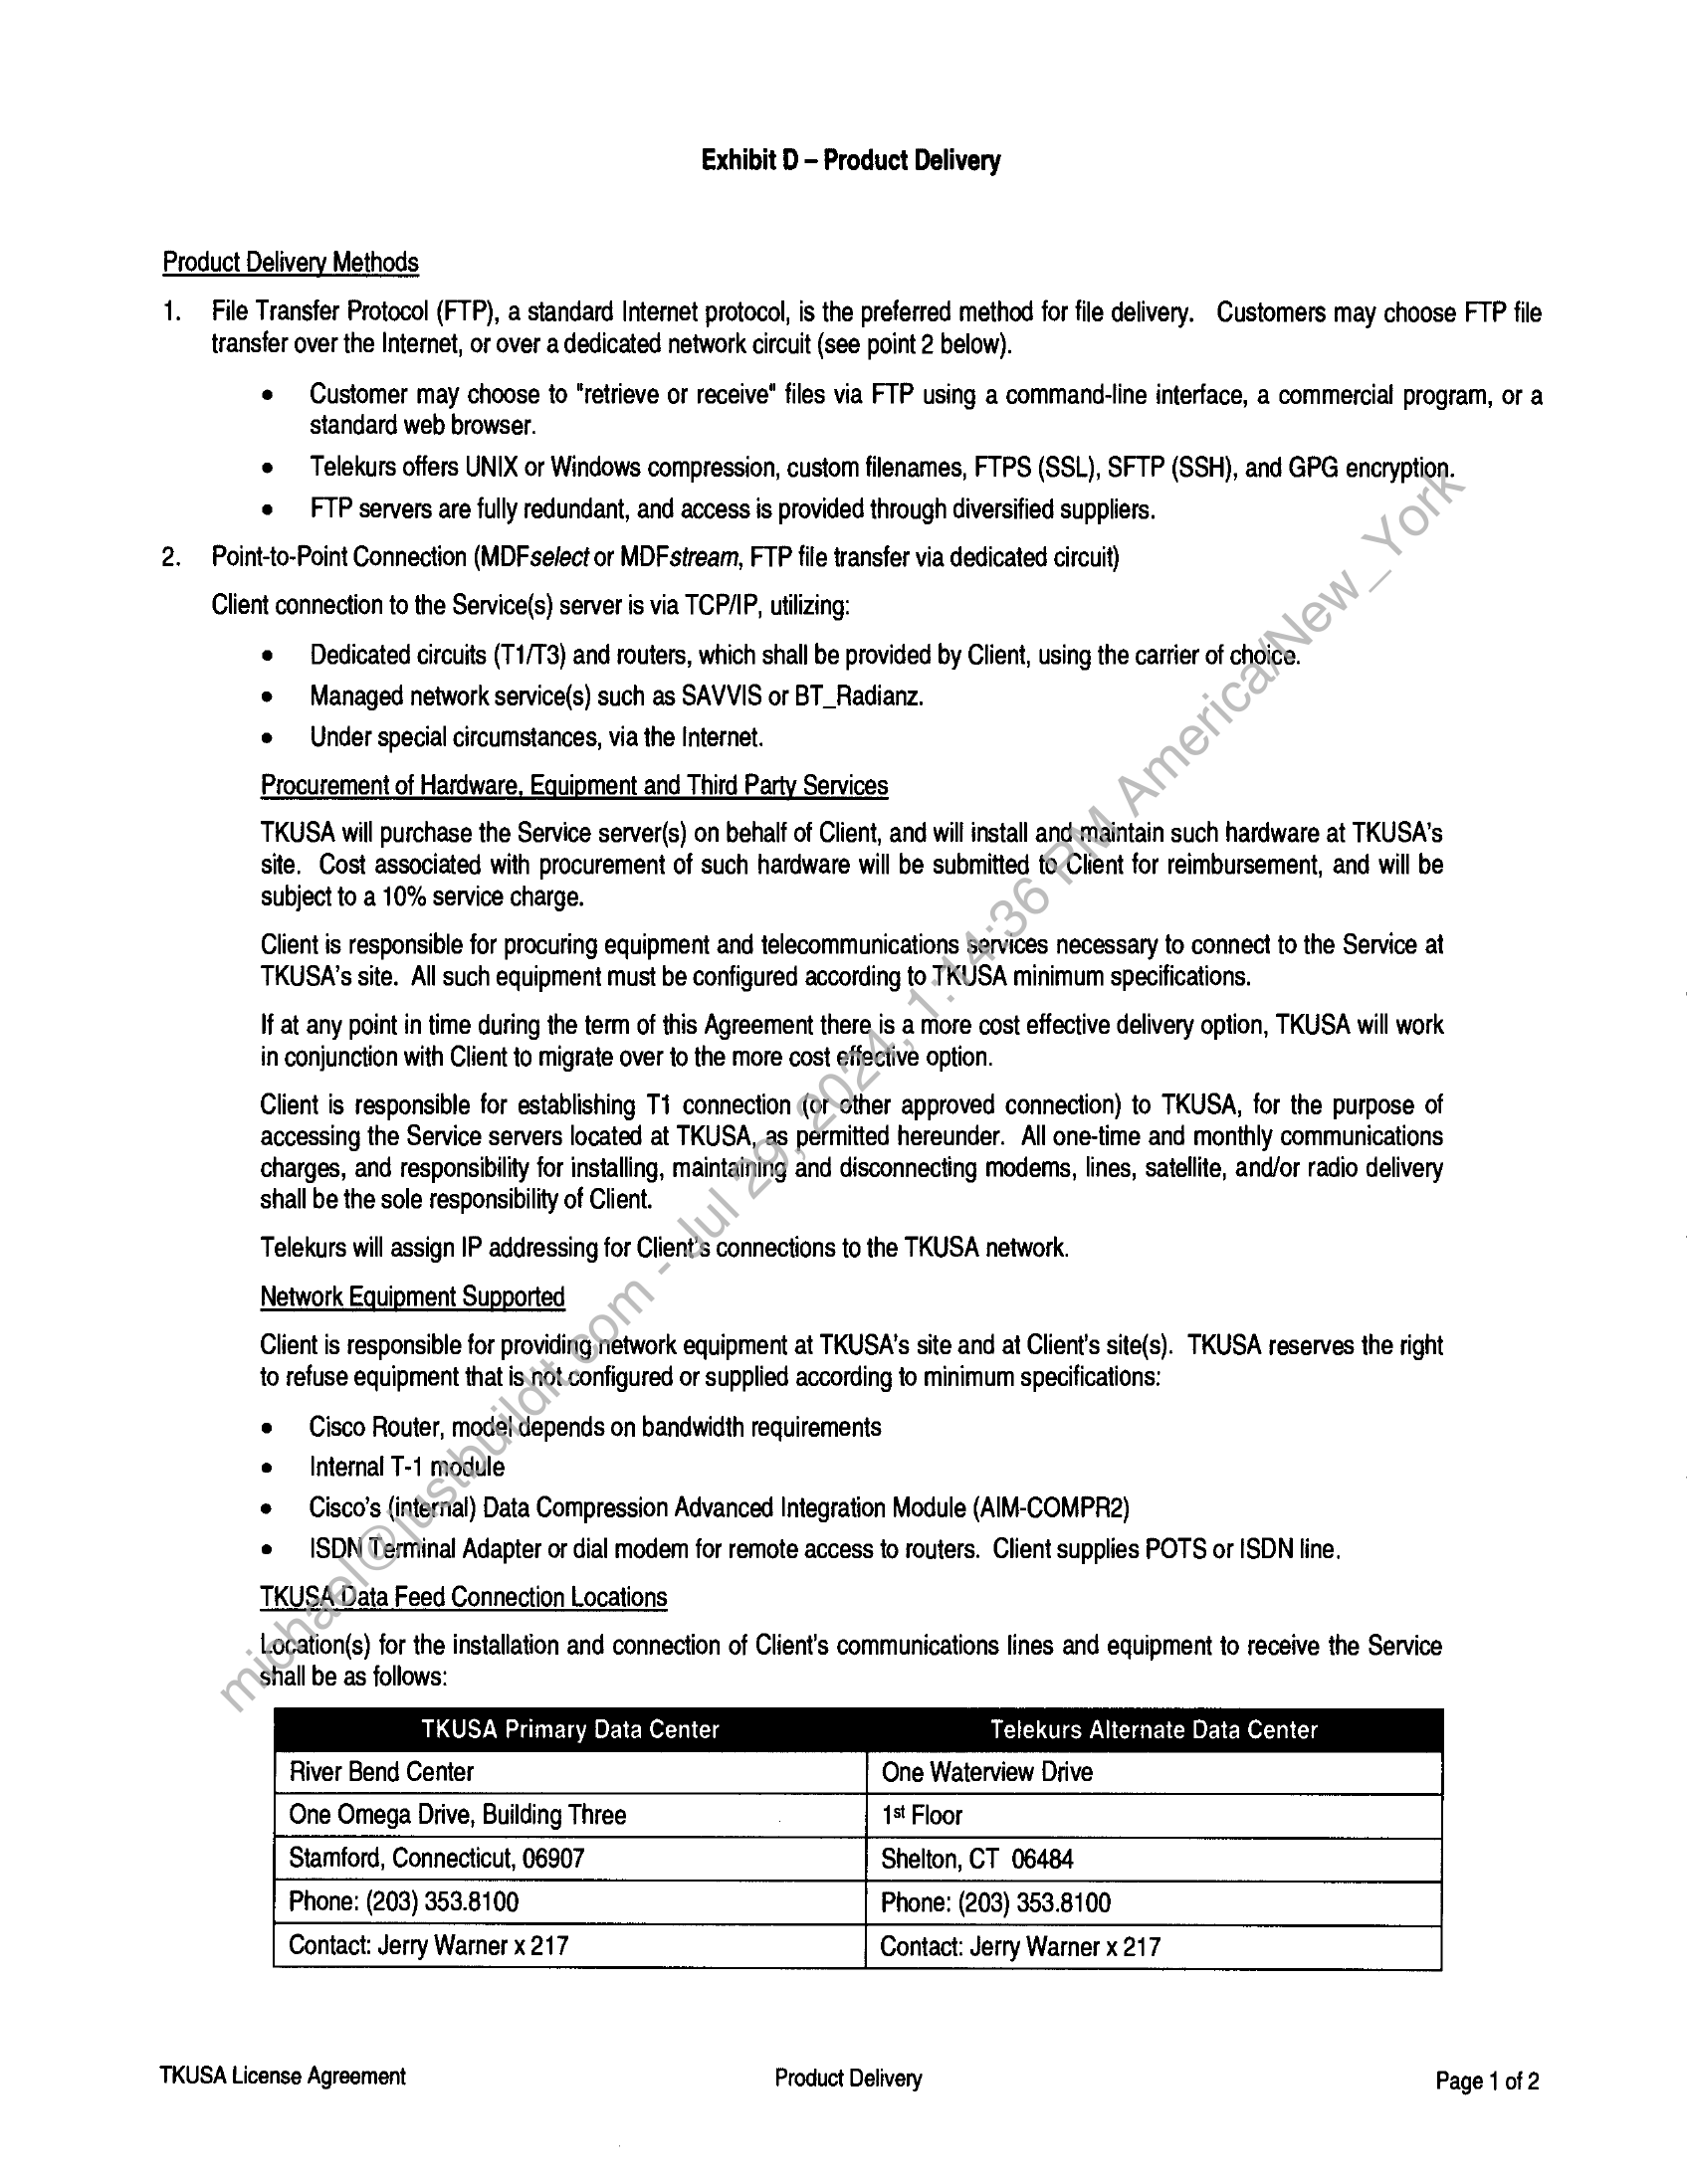 Exhibit D – Product Delivery
Product Delivery Methods
1. File Transfer Protocol (FTP), a standard Internet protocol, is the preferred method for file delivery. Customers may choose FTP file
transfer over the Internet, or over a dedicated network circuit (see point 2 below).
• Customer may choose to "retrieve or receive" files via FTP using a command-line interface, a commercial program, or a
standard web browser.
• Telekurs offers UNIX or Windows compression, custom filenames, FTPS (SSL), SFTP (SSH), and GPG encryption.
• FTP servers are fully redundant, and access is provided through diversified suppliers.
2. Point-to-Point Connection (MDFselect or MDFstream, FTP file transfer via dedicated circuit)
Client connection to the Service(s) server is via TCP/IP, utilizing:
• Dedicated circuits (T1/T3) and routers, which shall be provided by Client, using the carrier of choice.
• Managed network service(s) such as SAVVIS or BT_Radianz.
• Under special circumstances, via the Internet.
Procurement of Hardware, Equipment and Third Party Services
TKUSA will purchase the Service server(s) on behalf of Client, and will install and maintain such hardware at TKUSA's
site. Cost associated with procurement of such hardware will be submitted to Client for reimbursement, and will be
subject to a 10% service charge.
Client is responsible for procuring equipment and telecommunications services necessary to connect to the Service at
TKUSA's site. All such equipment must be configured according to TKUSA minimum specifications.
If at any point in time during the term of this Agreement there is a more cost effective delivery option, TKUSA will work
in conjunction with Client to migrate over to the more cost effective option.
Client is responsible for establishing T1 connection (or other approved connection) to TKUSA, for the purpose of
accessing the Service servers located at TKUSA, as permitted hereunder. All one-time and monthly communications
charges, and responsibility for installing, maintaining and disconnecting modems, lines, satellite, and/or radio delivery
shall be the sole responsibility of Client.
Telekurs will assign IP addressing for Client's connections to the TKUSA network.
Network Equipment Supported
Client is responsible for providing network equipment at TKUSA's site and at Client's site(s). TKUSA reserves the right
to refuse equipment that is not configured or supplied according to minimum specifications:
• Cisco Router, model depends on bandwidth requirements
• Internal T-1 module
• Cisco's (internal) Data Compression Advanced Integration Module (AIM-COMPR2)
• ISDN Terminal Adapter or dial modem for remote access to routers. Client supplies POTS or ISDN line.
TKUSA Data Feed Connection Locations
Location(s) for the installation and connection of Client's communications lines and equipment to receive the Service
shall be as follows:
TKUSA Primary Data Center Telekurs Alternate Data Center
River Bend Center One Waterview Drive
One Omega Drive, Building Three 1st Floor
Stamford, Connecticut, 06907 Shelton, CT 06484
Phone: (203) 353.8100 Phone: (203) 353.8100
Contact: Jerry Warner x 217 Contact: Jerry Warner x 217
TKUSA License Agreement Product Delivery Page 1 of 2
michael@justbuildit.com - Jul 29, 2024, 1:14:36 PM America/New_York